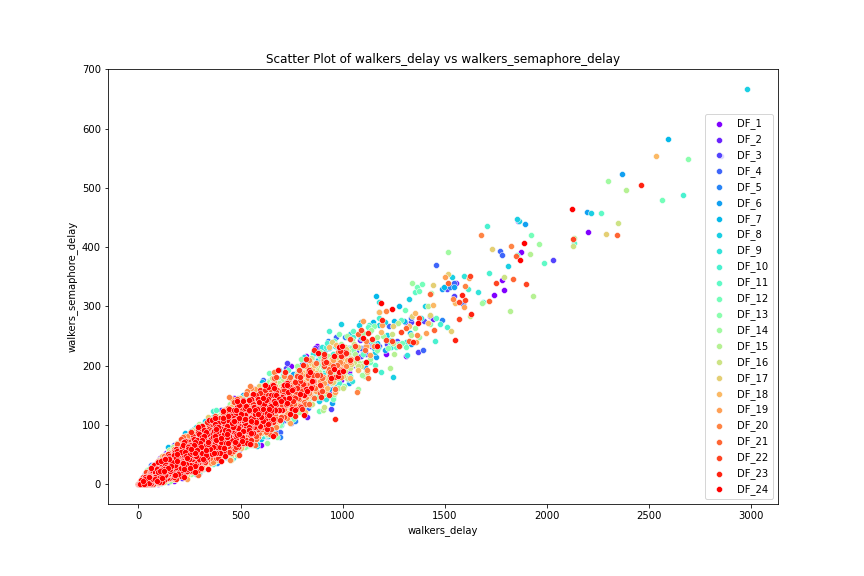 Scatter Plot of walkers_delay vs walkers_semaphore_delay
700
600
500
400
300
200
100
0
walkers_semaphore_delay
0
500
1000
1500
2000
2500
3000
walkers_delay
DF_1
DF_2
DF_3
DF_4
DF_5
DF_6
DF_7
DF_8
DF_9
DF_10
DF_11
DF_12
DF_13
DF_14
DF_15
DF_16
DF_17
DF_18
DF_19
DF_20
DF_21
DF_22
DF_23
DF_24